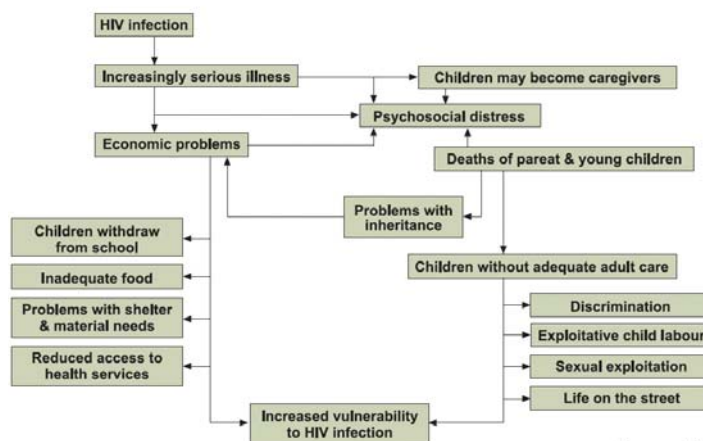 HIV infection
Increasingly serious illness
Children may become caregivers
Psychosocial distress
Economic problems
Deaths of pareat & young children
Problems with
inheritance
Children withdraw
from school
Children without adequate adult care
Inadequate food
Discrimination
Problems with shelter
& material needs
Exploitative child labour
Reduced access to
health services
Sexual exploitation
Life on the street
Increased vulnerability
to HIV infection